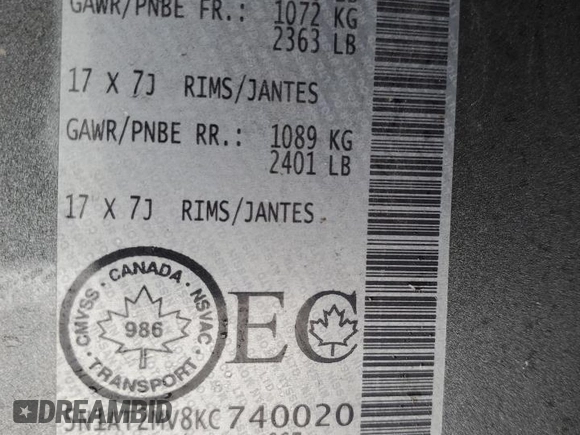 GAWR/PNBE FR.: 1072 KG
2363 LB
17 X 7J RIMS/JANTES
GAWR/PNBE RR.: 1089 KG
2401 LB
17 X 7J RIMS/JANTES
CANADA · NSVAC · TRANSPORT · CMVSS
986
EC
740020
DREAMBID